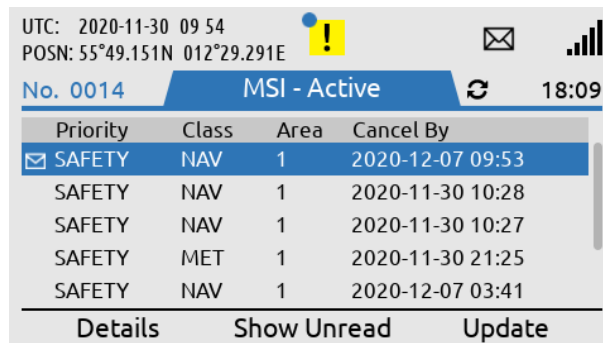 UTC: 2020-11-30 09 54
POSN: 55°49.151N 012°29.291E
!
No. 0014 MSI - Active 18:09
Priority Class Area Cancel By
SAFETY NAV 1 2020-12-07 09:53
SAFETY NAV 1 2020-11-30 10:28
SAFETY NAV 1 2020-11-30 10:27
SAFETY MET 1 2020-11-30 21:25
SAFETY NAV 1 2020-12-07 03:41
Details Show Unread Update